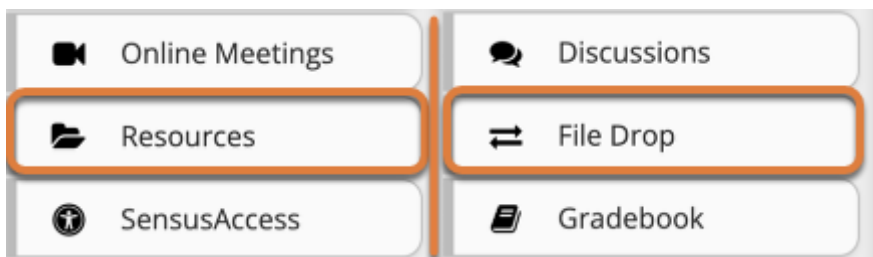 Online Meetings
Resources
SensusAccess
Discussions
File Drop
Gradebook